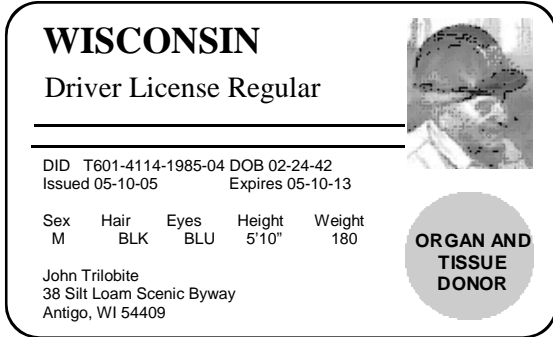 WISCONSIN
Driver License Regular
DID T601-4114-1985-04 DOB 02-24-42
Issued 05-10-05 Expires 05-10-13
Sex Hair Eyes Height Weight
M BLK BLU 5'10" 180
ORGAN AND
TISSUE
DONOR
John Trilobite
38 Silt Loam Scenic Byway
Antigo, WI 54409